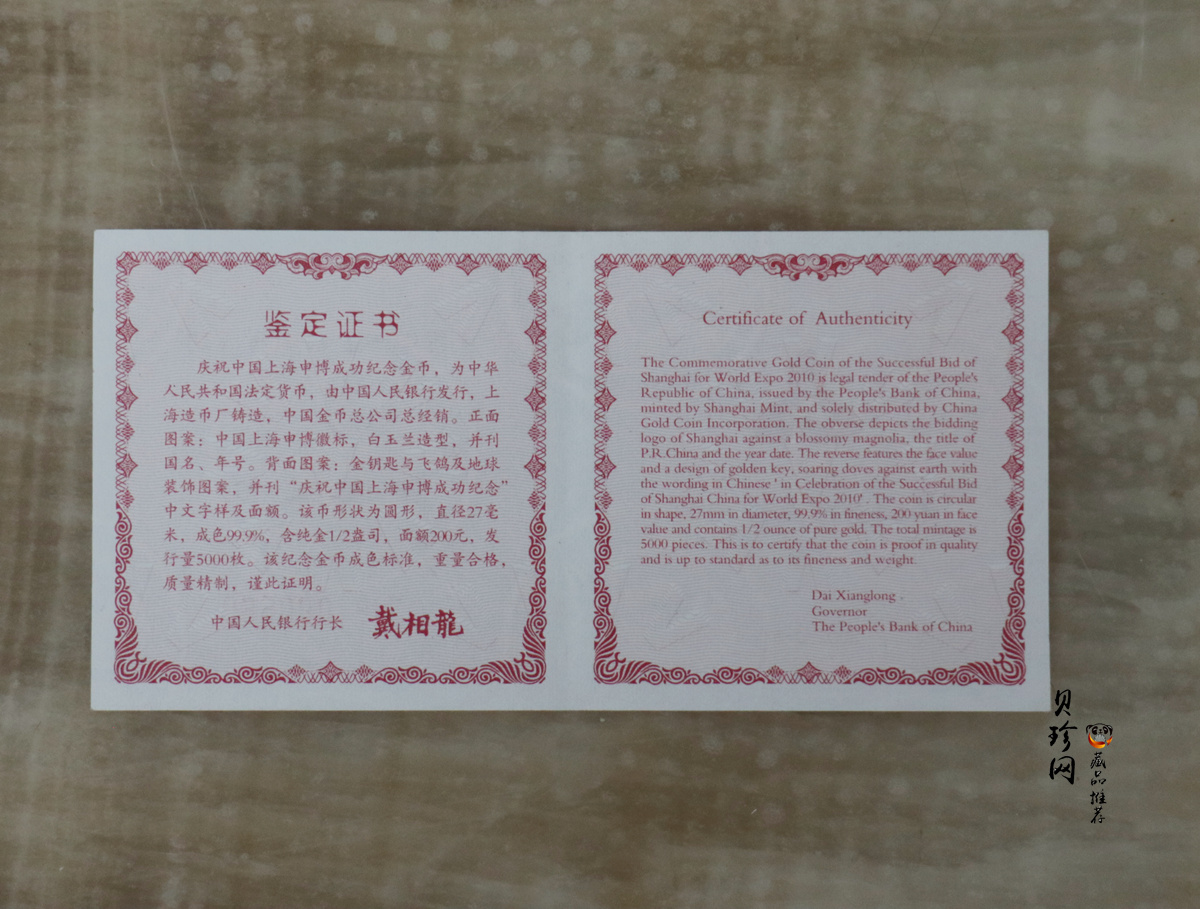 鉴定证书
庆祝中国上海申博成功纪念金币，为中华
人民共和国法定货币，由中国人民银行发行，上
海造币厂铸造，中国金币总公司总经销。正面
图案：中国上海申博徽标，白玉兰造型，并刊
国名、年号。背面图案：金钥匙与飞鸽及地球
装饰图案，并刊“庆祝中国上海申博成功纪念”
中文字样及面额。该币形状为圆形，直径27毫
米，成色99.9%，含纯金1/2盎司，面额200元，发
行量5000枚。该纪念金币成色标准，重量合格，
质量精制，谨此证明。
中国人民银行行长 戴相龍
Certificate of Authenticity
The Commemorative Gold Coin of the Successful Bid of
Shanghai for World Expo 2010 is legal tender of the People's
Republic of China, issued by the People's Bank of China,
minted by Shanghai Mint, and solely distributed by China
Gold Coin Incorporation. The obverse depicts the bidding
logo of Shanghai against a blossomy magnolia, the title of
P.R.China and the year date. The reverse features the face value
and a design of golden key, soaring doves against earth with
the wording in Chinese ' in Celebration of the Successful Bid
of Shanghai China for World Expo 2010' . The coin is circular
in shape, 27mm in diameter, 99.9% in fineness, 200 yuan in face
value and contains 1/2 ounce of pure gold. The total mintage is
5000 pieces. This is to certify that the coin is proof in quality
and is up to standard as to its fineness and weight.
Dai Xianglong
Governor
The People's Bank of China
贝珍网
藏品推荐